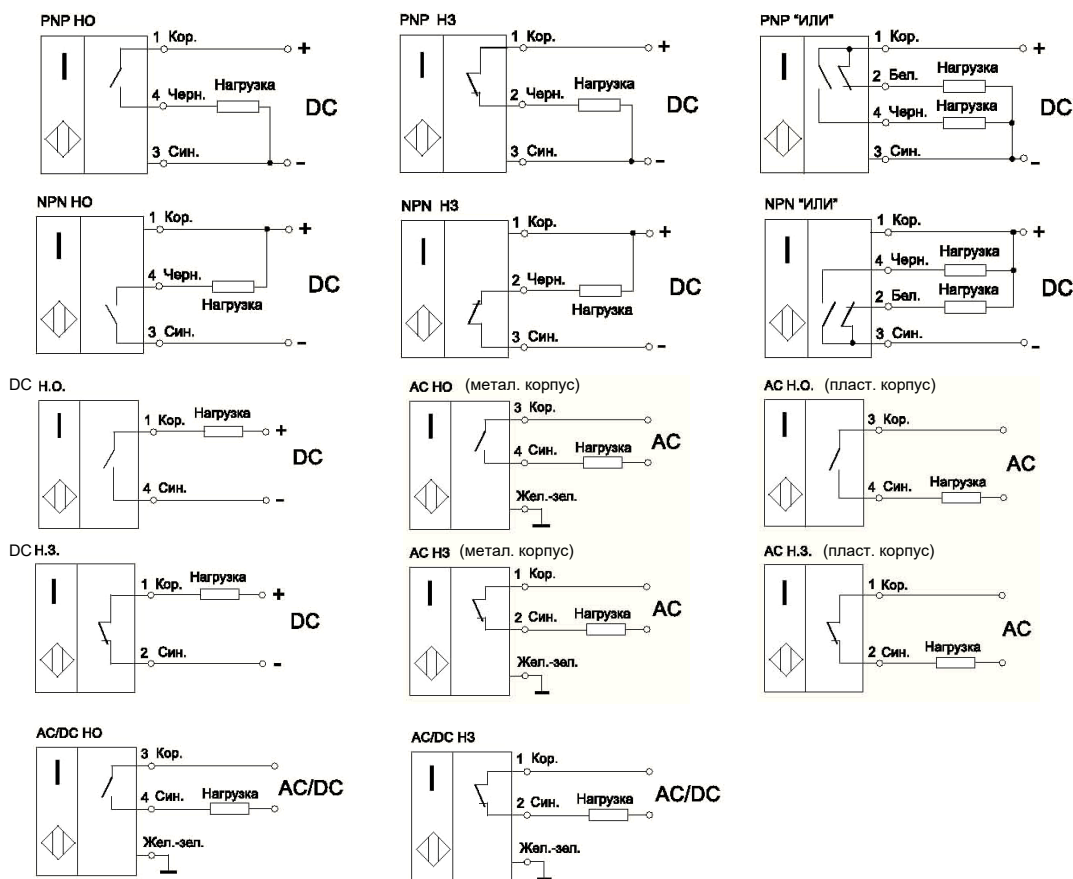 PNP НО
1 Кор.
+
4 Черн.
Нагрузка
DC
3 Син.
-
PNP НЗ
1 Кор.
+
2 Черн.
Нагрузка
DC
3 Син.
-
PNP "ИЛИ"
1 Кор.
+
2 Бел.
Нагрузка
4 Черн.
Нагрузка
DC
3 Син.
-
NPN НО
1 Кор.
+
4 Черн.
Нагрузка
DC
3 Син.
-
NPN НЗ
1 Кор.
+
2 Черн.
Нагрузка
DC
3 Син.
-
NPN "ИЛИ"
1 Кор.
+
4 Черн.
Нагрузка
2 Бел.
Нагрузка
DC
3 Син.
-
DC Н.О.
1 Кор.
Нагрузка
+
DC
4 Син.
-
AC НО (метал. корпус)
3 Кор.
4 Син.
Нагрузка
AC
Жел.-зел.
AC Н.О. (пласт. корпус)
3 Кор.
4 Син.
Нагрузка
AC
DC Н.З.
1 Кор.
Нагрузка
+
DC
2 Син.
-
AC НЗ (метал. корпус)
1 Кор.
2 Син.
Нагрузка
AC
Жел.-зел.
AC Н.З. (пласт. корпус)
1 Кор.
2 Син.
Нагрузка
AC
AC/DC НО
3 Кор.
4 Син.
Нагрузка
AC/DC
Жел.-зел.
AC/DC НЗ
1 Кор.
2 Син.
Нагрузка
AC/DC
Жел.-зел.